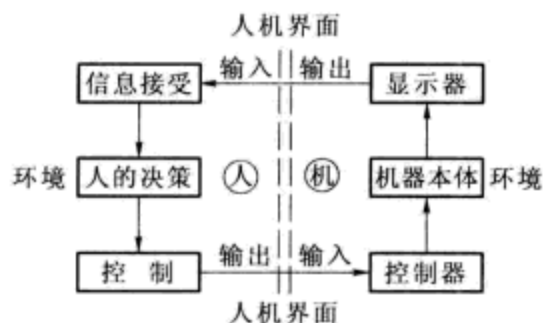 人机界面
输入 输出
信息接受 显示器
环境 人的决策 人 机 机器本体 环境
输出 输入
控制 控制器
人机界面